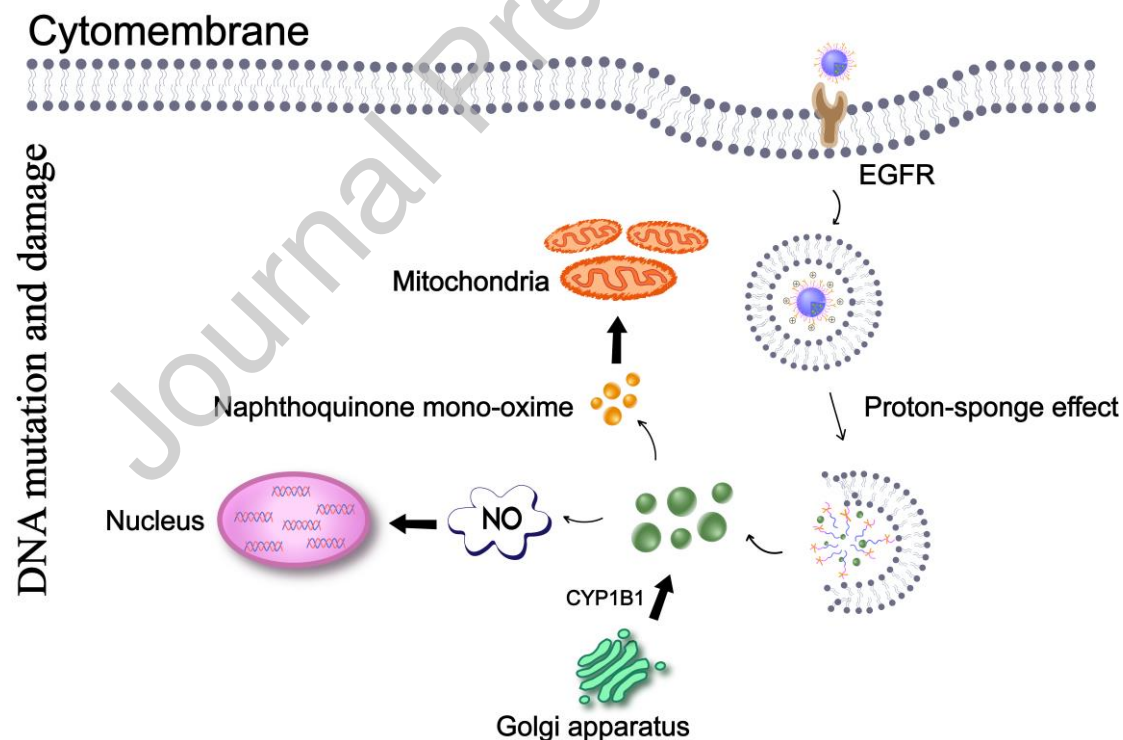 Cytomembrane
EGFR
DNA mutation and damage
Mitochondria
Naphthoquinone mono-oxime
Proton-sponge effect
Nucleus
NO
CYP1B1
Golgi apparatus
Journal Pre